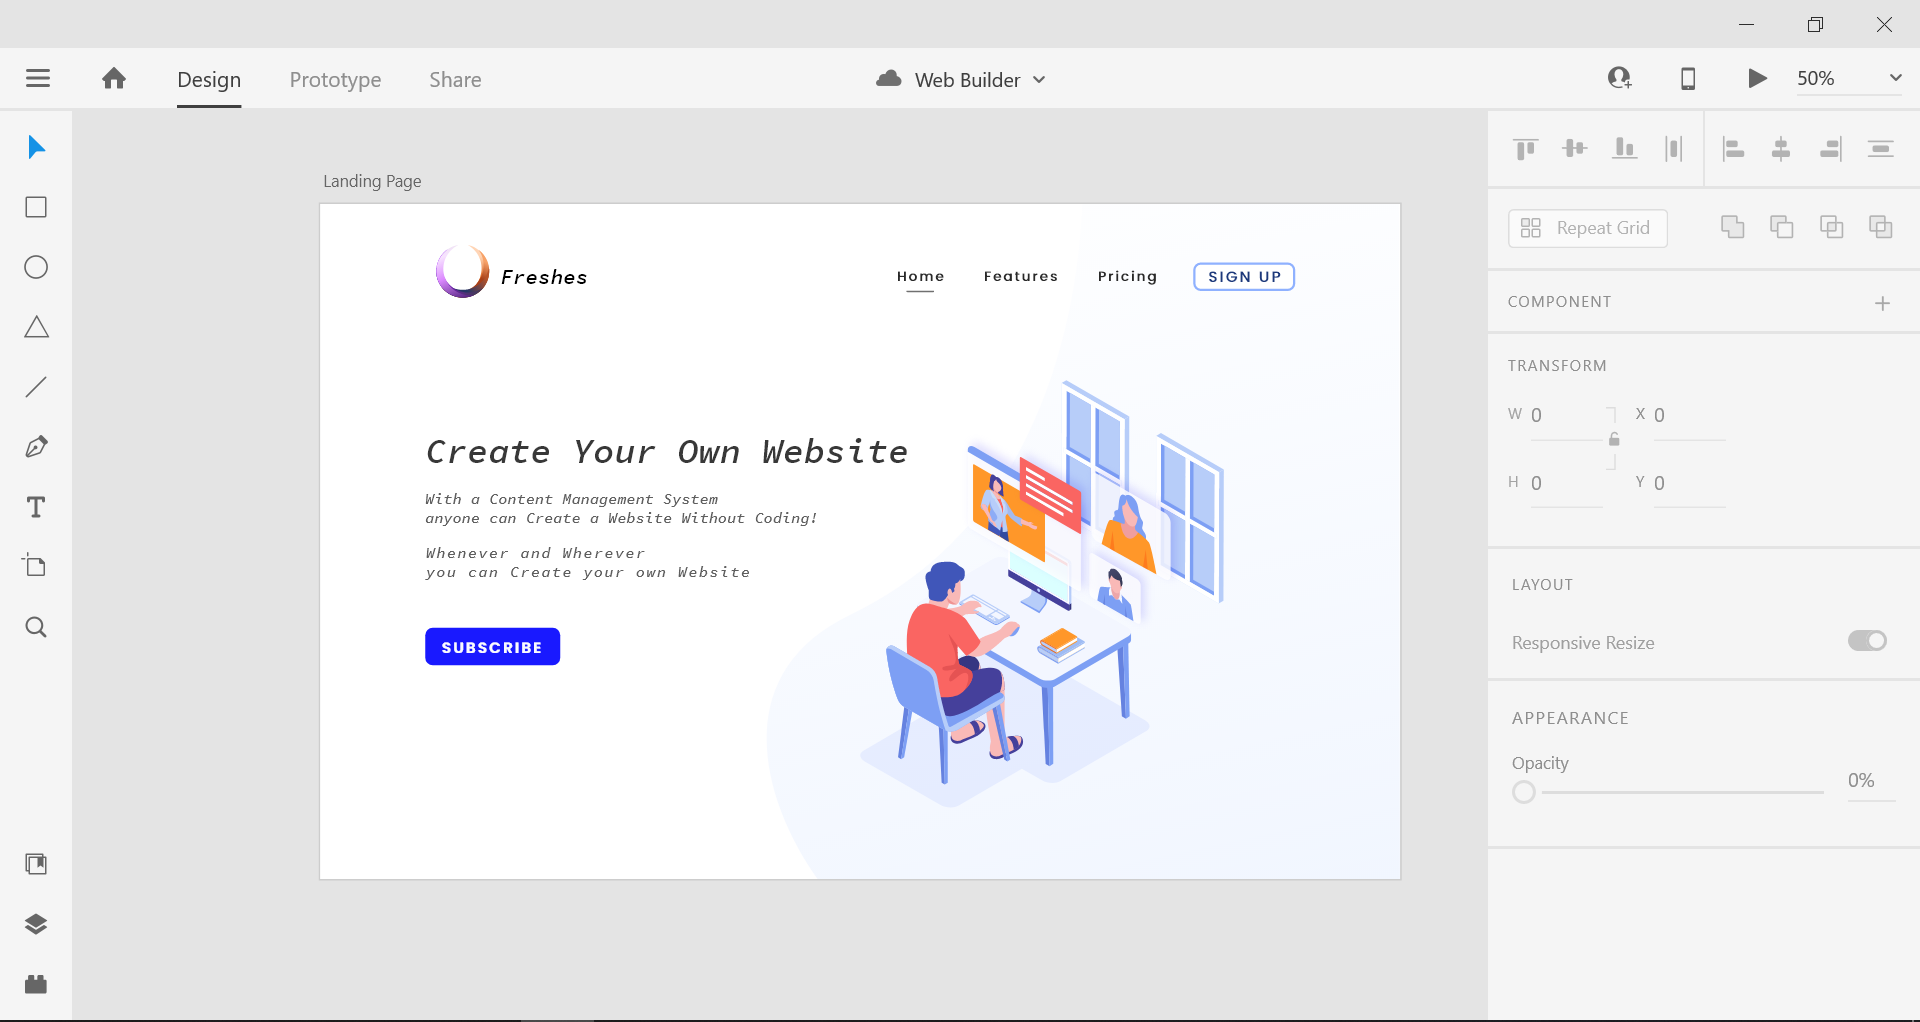 Design
Prototype
Share
Web Builder
50%
Landing Page
Freshes
Home
Features
Pricing
SIGN UP
Create Your Own Website
With a Content Management System
anyone can Create a Website Without Coding!
Whenever and Wherever
you can Create your own Website
SUBSCRIBE
Repeat Grid
COMPONENT
TRANSFORM
W 0
X 0
H 0
Y 0
LAYOUT
Responsive Resize
APPEARANCE
Opacity
0%